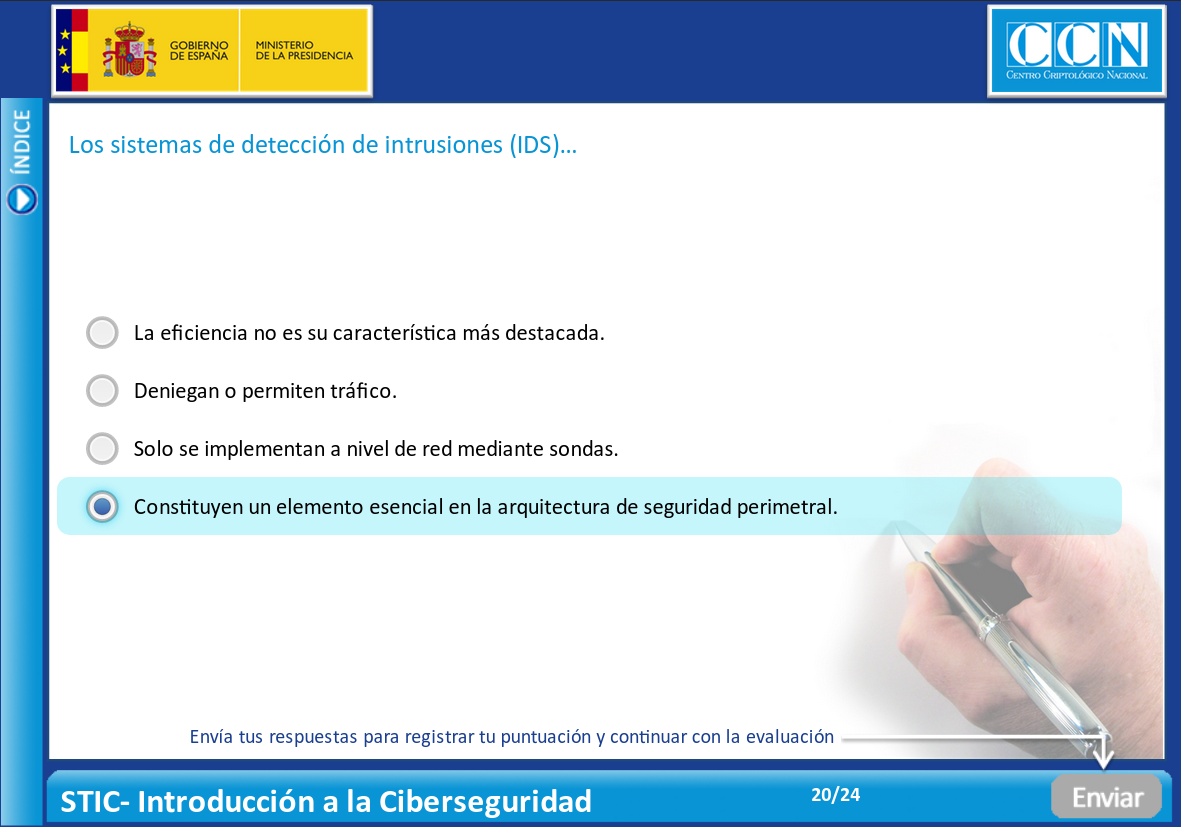 GOBIERNO
DE ESPAÑA
MINISTERIO
DE LA PRESIDENCIA
CCN
CENTRO CRIPTOLÓGICO NACIONAL
ÍNDICE
Los sistemas de detección de intrusiones (IDS)...
La eficiencia no es su característica más destacada.
Deniegan o permiten tráfico.
Solo se implementan a nivel de red mediante sondas.
Constituyen un elemento esencial en la arquitectura de seguridad perimetral.
Envía tus respuestas para registrar tu puntuación y continuar con la evaluación
STIC- Introducción a la Ciberseguridad
20/24
Enviar